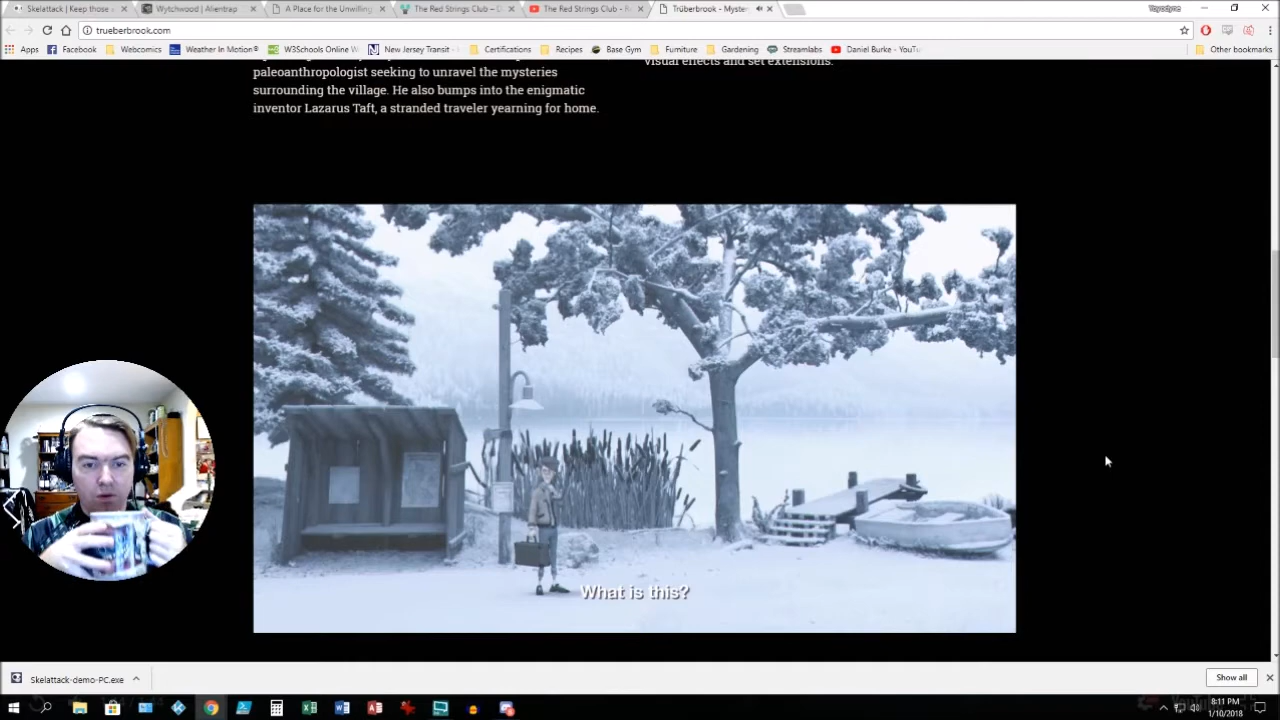 Skelattack | Keep those
Wytchwood | Alientrap
A Place for the Unwilling
The Red Strings Club - D
The Red Strings Club - R
Trüberbrook - Myster
Yoyodyne
trueberbrook.com
Apps
Facebook
Webcomics
Weather In Motion®
W3Schools Online W
New Jersey Transit -
Certifications
Recipes
Base Gym
Furniture
Gardening
Streamlabs
Daniel Burke - YouTu
Other bookmarks
visual effects and set extensions.
paleoanthropologist seeking to unravel the mysteries
surrounding the village. He also bumps into the enigmatic
inventor Lazarus Taft, a stranded traveler yearning for home.
What is this?
Skelattack-demo-PC.exe
Show all
8:11 PM
1/10/2018